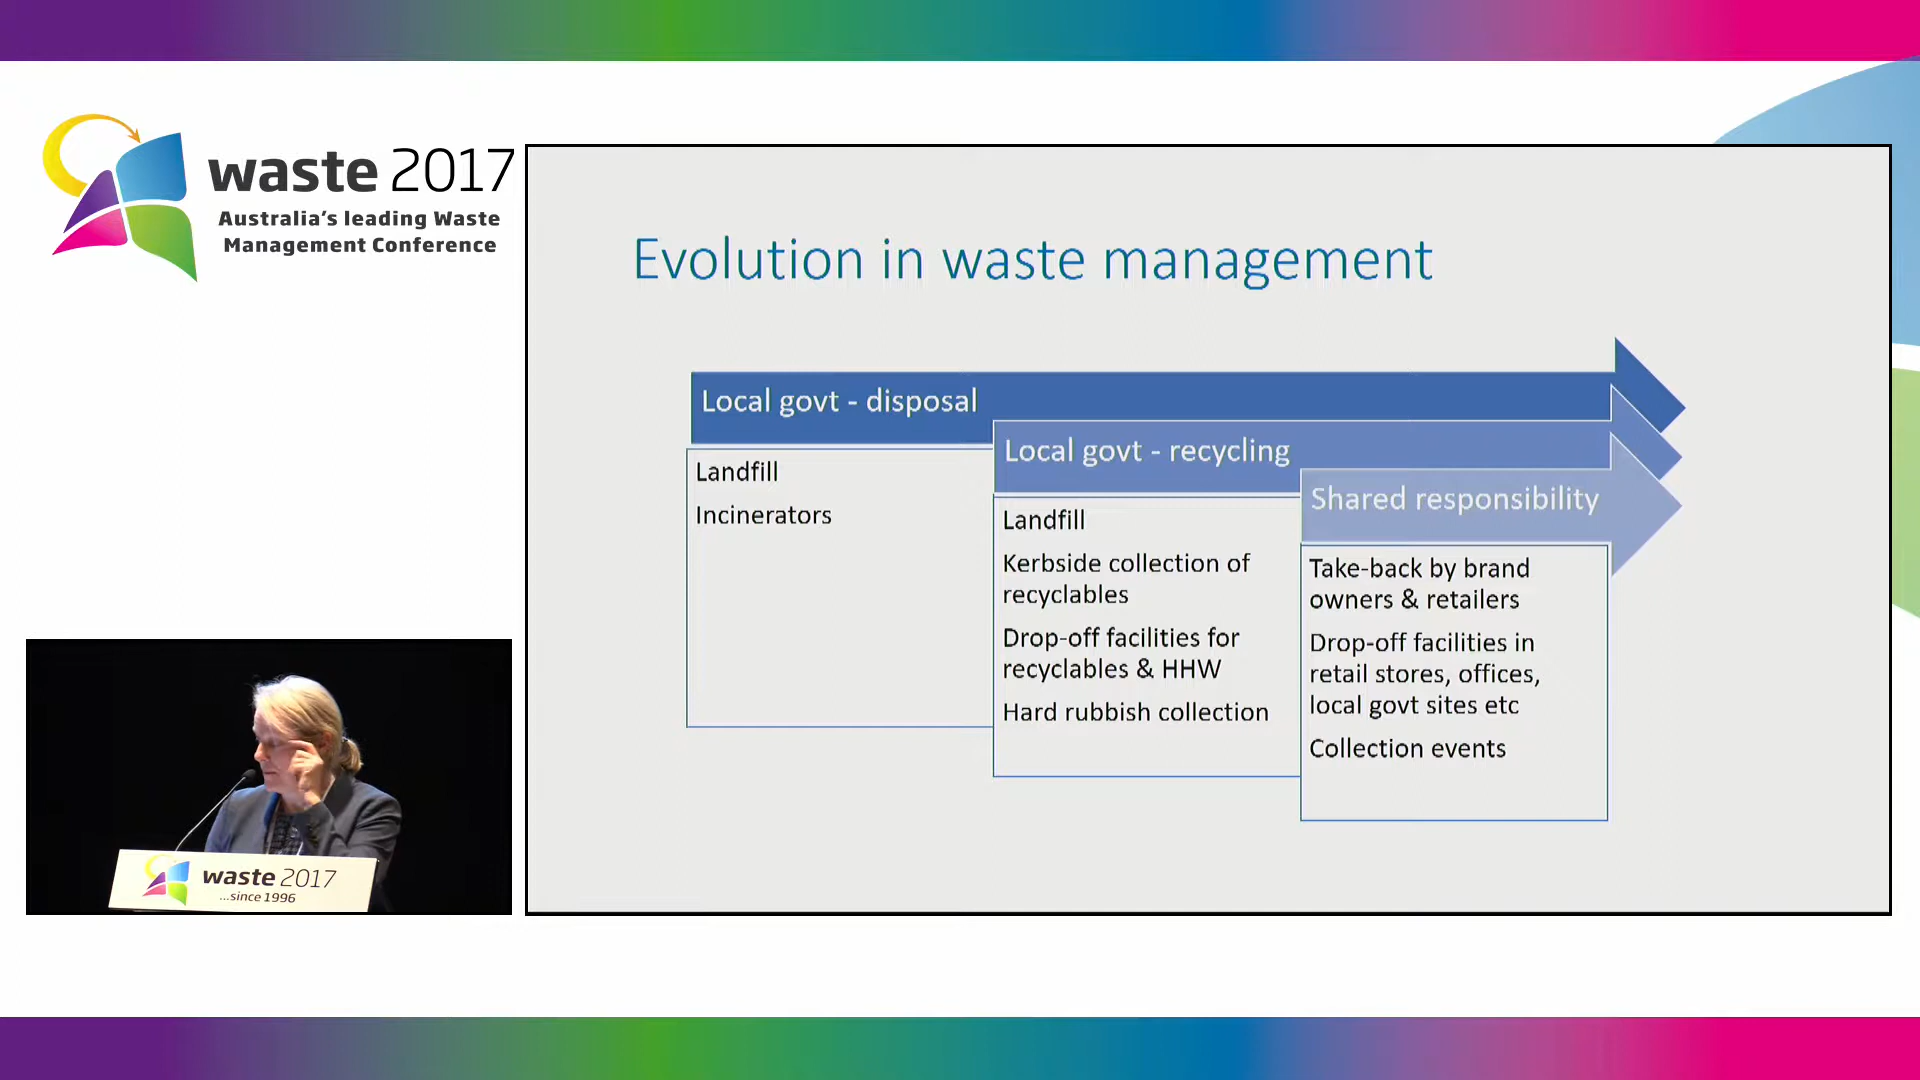 waste 2017
Australia's leading Waste
Management Conference
Evolution in waste management
Local govt - disposal
Landfill
Incinerators
Local govt - recycling
Landfill
Kerbside collection of
recyclables
Drop-off facilities for
recyclables & HHW
Hard rubbish collection
Shared responsibility
Take-back by brand
owners & retailers
Drop-off facilities in
retail stores, offices,
local govt sites etc
Collection events
waste 2017
...since 1996